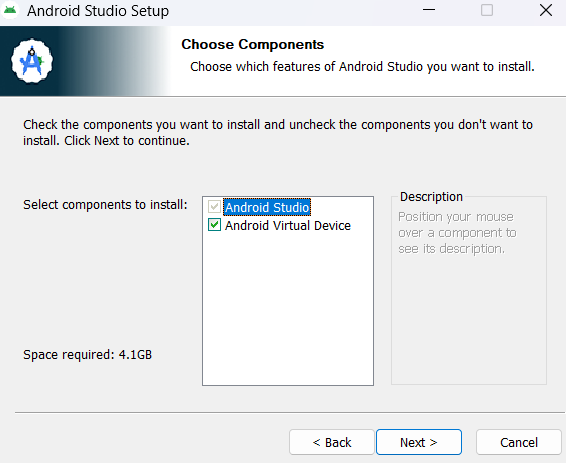 Android Studio Setup
Choose Components
Choose which features of Android Studio you want to install.
Check the components you want to install and uncheck the components you don't want to
install. Click Next to continue.
Select components to install:
Android Studio
Android Virtual Device
Description
Position your mouse
over a component to
see its description.
Space required: 4.1GB
< Back
Next >
Cancel